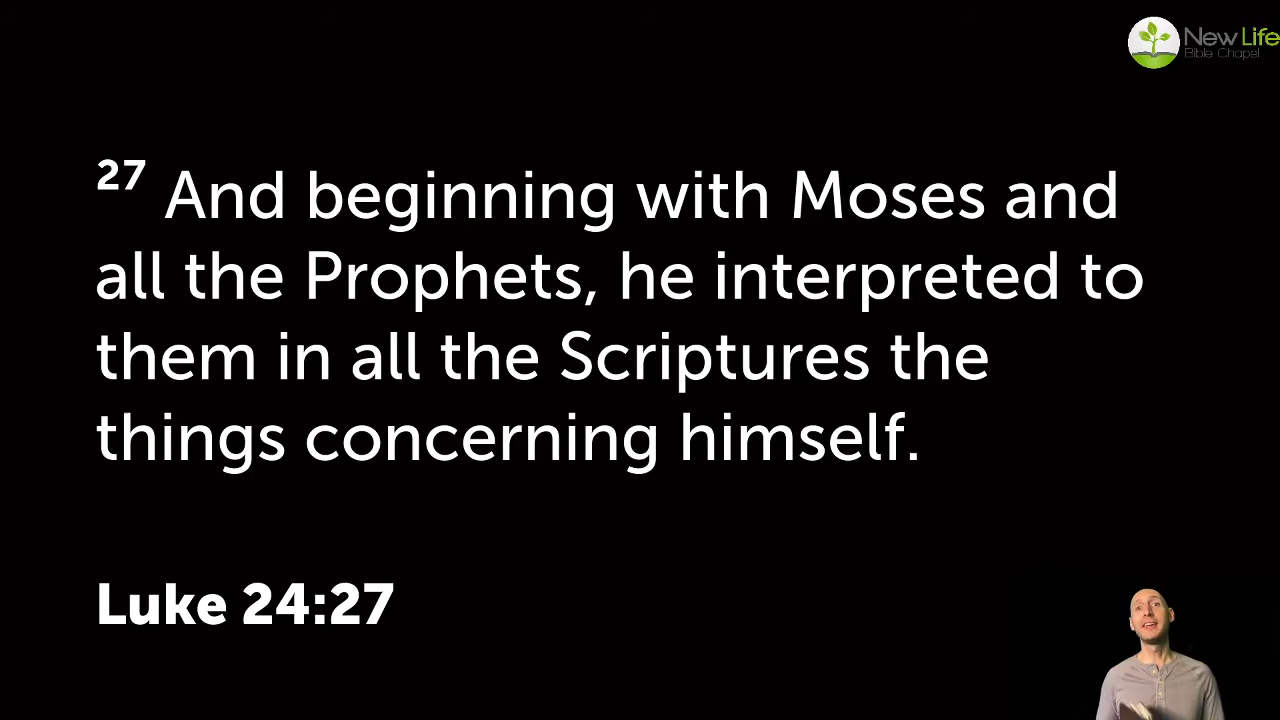 New Life
Bible Chapel
27 And beginning with Moses and
all the Prophets, he interpreted to
them in all the Scriptures the
things concerning himself.
Luke 24:27